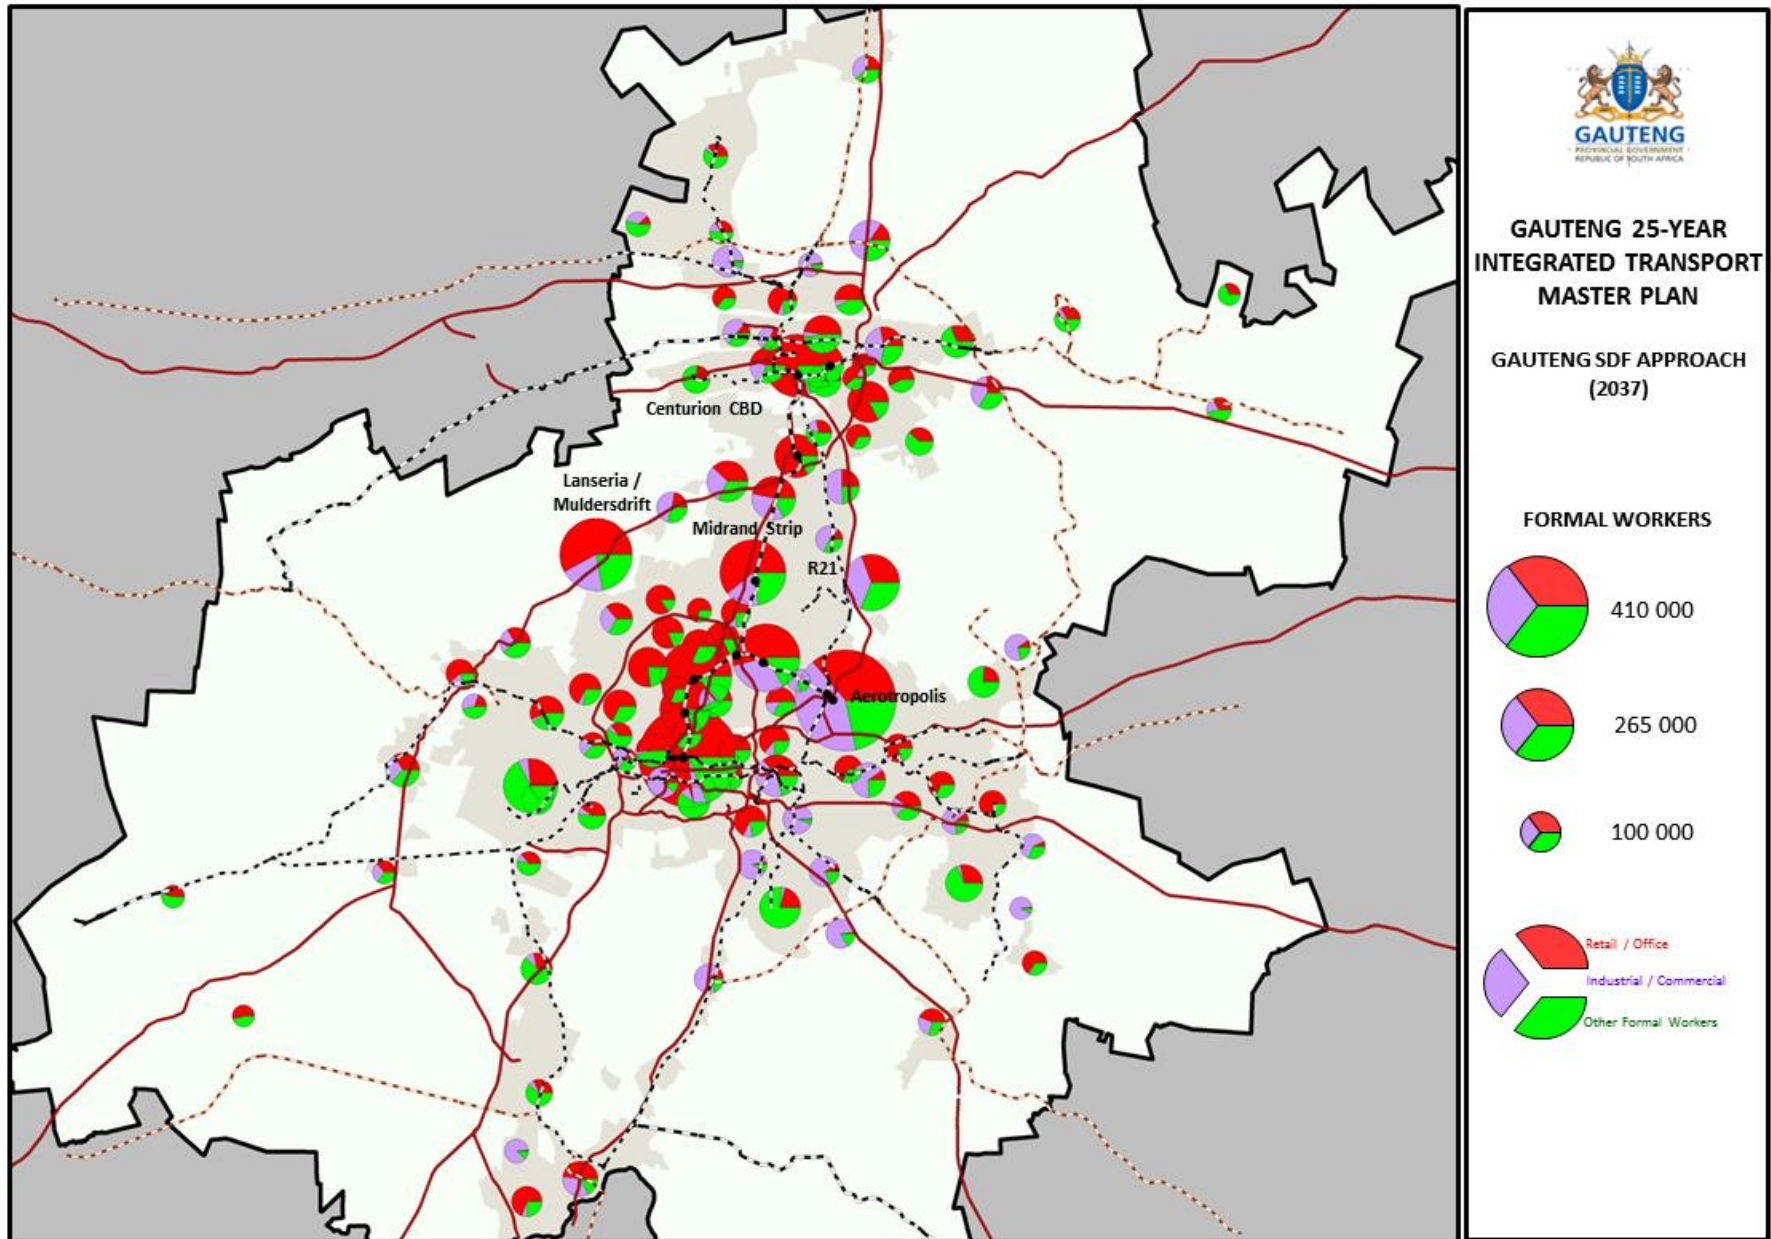 Centurion CBD
Lanseria /
Muldersdrift
Midrand Strip
R21
Aerotropolis
GAUTENG
PROVINCIAL GOVERNMENT
REPUBLIC OF SOUTH AFRICA
GAUTENG 25-YEAR
INTEGRATED TRANSPORT
MASTER PLAN
GAUTENG SDF APPROACH
(2037)
FORMAL WORKERS
410 000
265 000
100 000
Retail / Office
Industrial / Commercial
Other Formal Workers